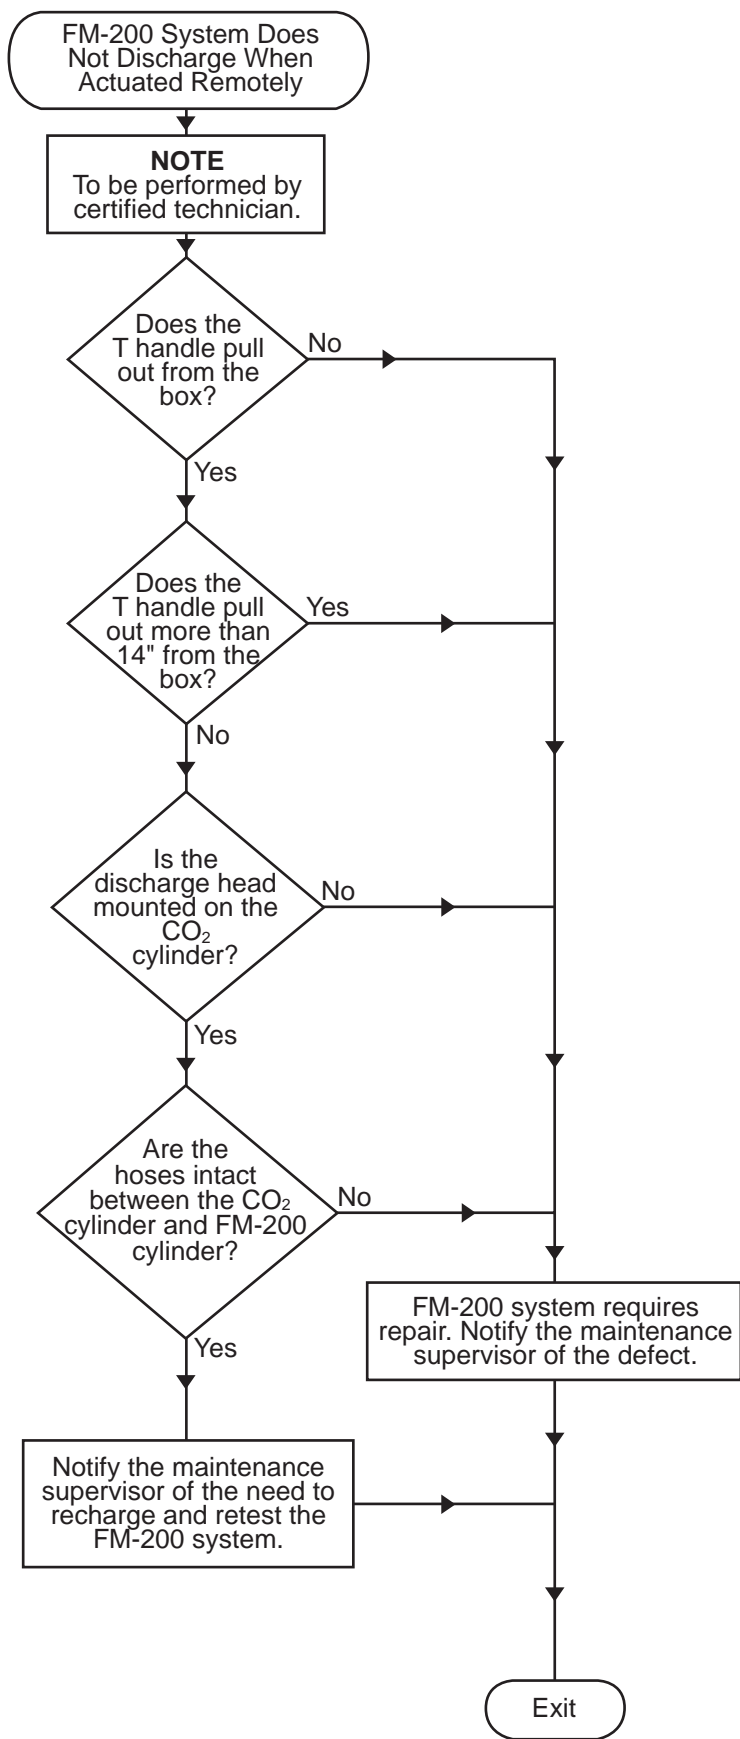 FM-200 System Does
Not Discharge When
Actuated Remotely
NOTE
To be performed by
certified technician.
Does the
T handle pull
out from the
box?
No
Yes
Does the
T handle pull
out more than
14" from the
box?
Yes
No
Is the
discharge head
mounted on the
CO₂
cylinder?
No
Yes
Are the
hoses intact
between the CO₂
cylinder and FM-200
cylinder?
No
Yes
FM-200 system requires
repair. Notify the maintenance
supervisor of the defect.
Notify the maintenance
supervisor of the need to
recharge and retest the
FM-200 system.
Exit